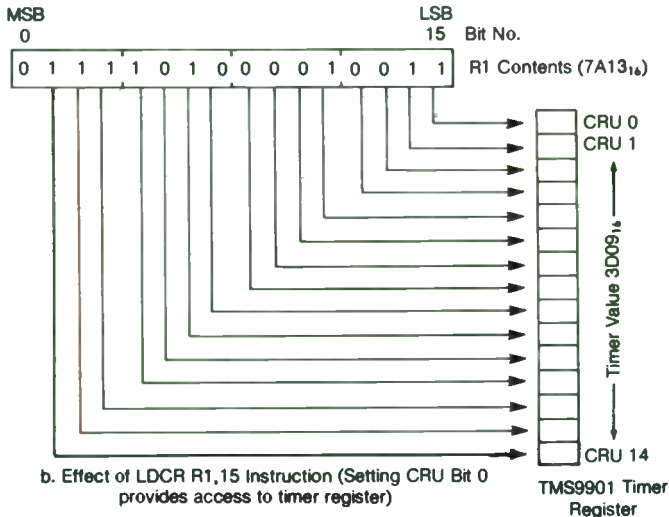 MSB
0
LSB
15 Bit No.
0 1 1 1 1 0 1 0 0 0 0 1 0 0 1 1 R1 Contents (7A13₁₆)
CRU 0
CRU 1
Timer Value 3D09₁₆
CRU 14
b. Effect of LDCR R1,15 Instruction (Setting CRU Bit 0
provides access to timer register)
TMS9901 Timer
Register